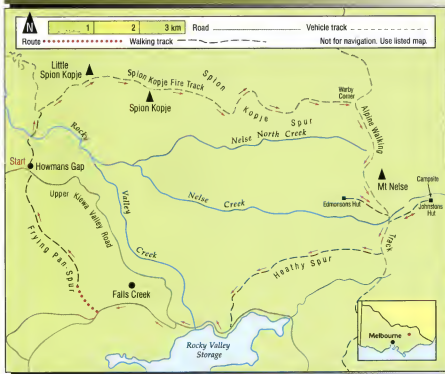 N
1 2 3 km
Road
Vehicle track
Route
Walking track
Not for navigation. Use listed map.
Little
Spion Kopje
Spion Kopje Fire Track
Spion
Kopje
Spur
Spion Kopje
Warby
Corner
Alpine Walking
Track
Rocky
Valley
Creek
Nelse North Creek
Start
Howmans Gap
Mt Nelse
Campsite
Johnstons
Hut
Edmonsons Hut
Nelse Creek
Upper Kiewa Valley Road
Frying Pan Spur
Heathy Spur
Falls Creek
Rocky Valley
Storage
Melbourne